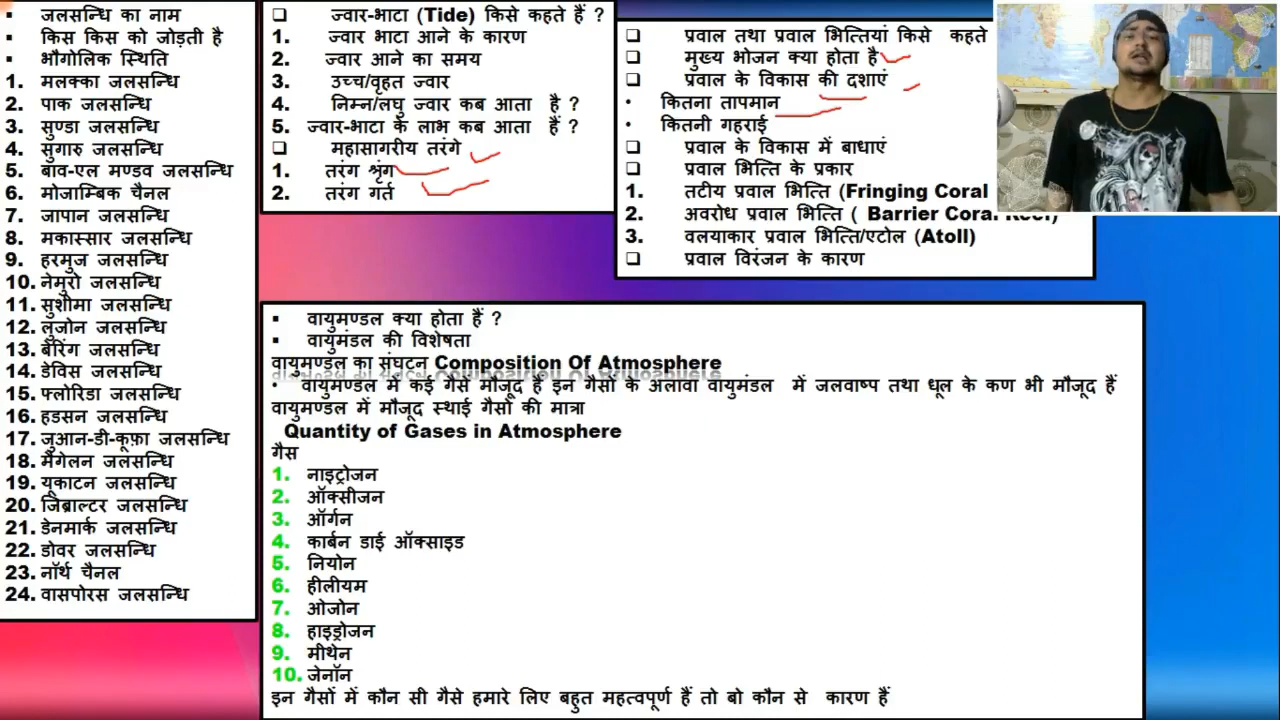 ▪ जलसन्धि का नाम
▪ किस किस को जोड़ती है
▪ भौगोलिक स्थिति
1. मलक्का जलसन्धि
2. पाक जलसन्धि
3. सुण्डा जलसन्धि
4. सुगारु जलसन्धि
5. बाव-एल मण्डव जलसन्धि
6. मोजाम्बिक चैनल
7. जापान जलसन्धि
8. मकास्सार जलसन्धि
9. हरमुज जलसन्धि
10. नेमुरो जलसन्धि
11. सुशीमा जलसन्धि
12. लुजोन जलसन्धि
13. बेरिंग जलसन्धि
14. डेविस जलसन्धि
15. फ्लोरिडा जलसन्धि
16. हडसन जलसन्धि
17. जुआन-डी-कूफ़ा जलसन्धि
18. मैगेलन जलसन्धि
19. यूकाटन जलसन्धि
20. जिब्राल्टर जलसन्धि
21. डेनमार्क जलसन्धि
22. डोवर जलसन्धि
23. नॉर्थ चैनल
24. वासपोरस जलसन्धि
❑ ज्वार-भाटा (Tide) किसे कहते हैं ?
1. ज्वार भाटा आने के कारण
2. ज्वार आने का समय
3. उच्च/वृहत ज्वार
4. निम्न/लघु ज्वार कब आता है ?
5. ज्वार-भाटा के लाभ कब आता हैं ?
❑ महासागरीय तरंगे
1. तरंग श्रृंग
2. तरंग गर्त
❑ प्रवाल तथा प्रवाल भित्तियां किसे कहते
❑ मुख्य भोजन क्या होता है
❑ प्रवाल के विकास की दशाएं
• कितना तापमान
• कितनी गहराई
❑ प्रवाल के विकास में बाधाएं
❑ प्रवाल भित्ति के प्रकार
1. तटीय प्रवाल भित्ति (Fringing Coral
2. अवरोध प्रवाल भित्ति ( Barrier Coral Reef)
3. वलयाकार प्रवाल भित्ति/एटोल (Atoll)
❑ प्रवाल विरंजन के कारण
▪ वायुमण्डल क्या होता हैं ?
▪ वायुमंडल की विशेषता
वायुमण्डल का संघटन Composition Of Atmosphere
• वायुमण्डल में कई गैसें मौजूद हैं इन गैसो के अलावा वायुमंडल में जलवाष्प तथा धूल के कण भी मौजूद हैं
वायुमण्डल में मौजूद स्थाई गैसों की मात्रा
Quantity of Gases in Atmosphere
गैस
1. नाइट्रोजन
2. ऑक्सीजन
3. ऑर्गन
4. कार्बन डाई ऑक्साइड
5. नियोन
6. हीलीयम
7. ओजोन
8. हाइड्रोजन
9. मीथेन
10. जेनॉन
इन गैसों में कौन सी गैसे हमारे लिए बहुत महत्वपूर्ण हैं तो बो कौन से कारण हैं